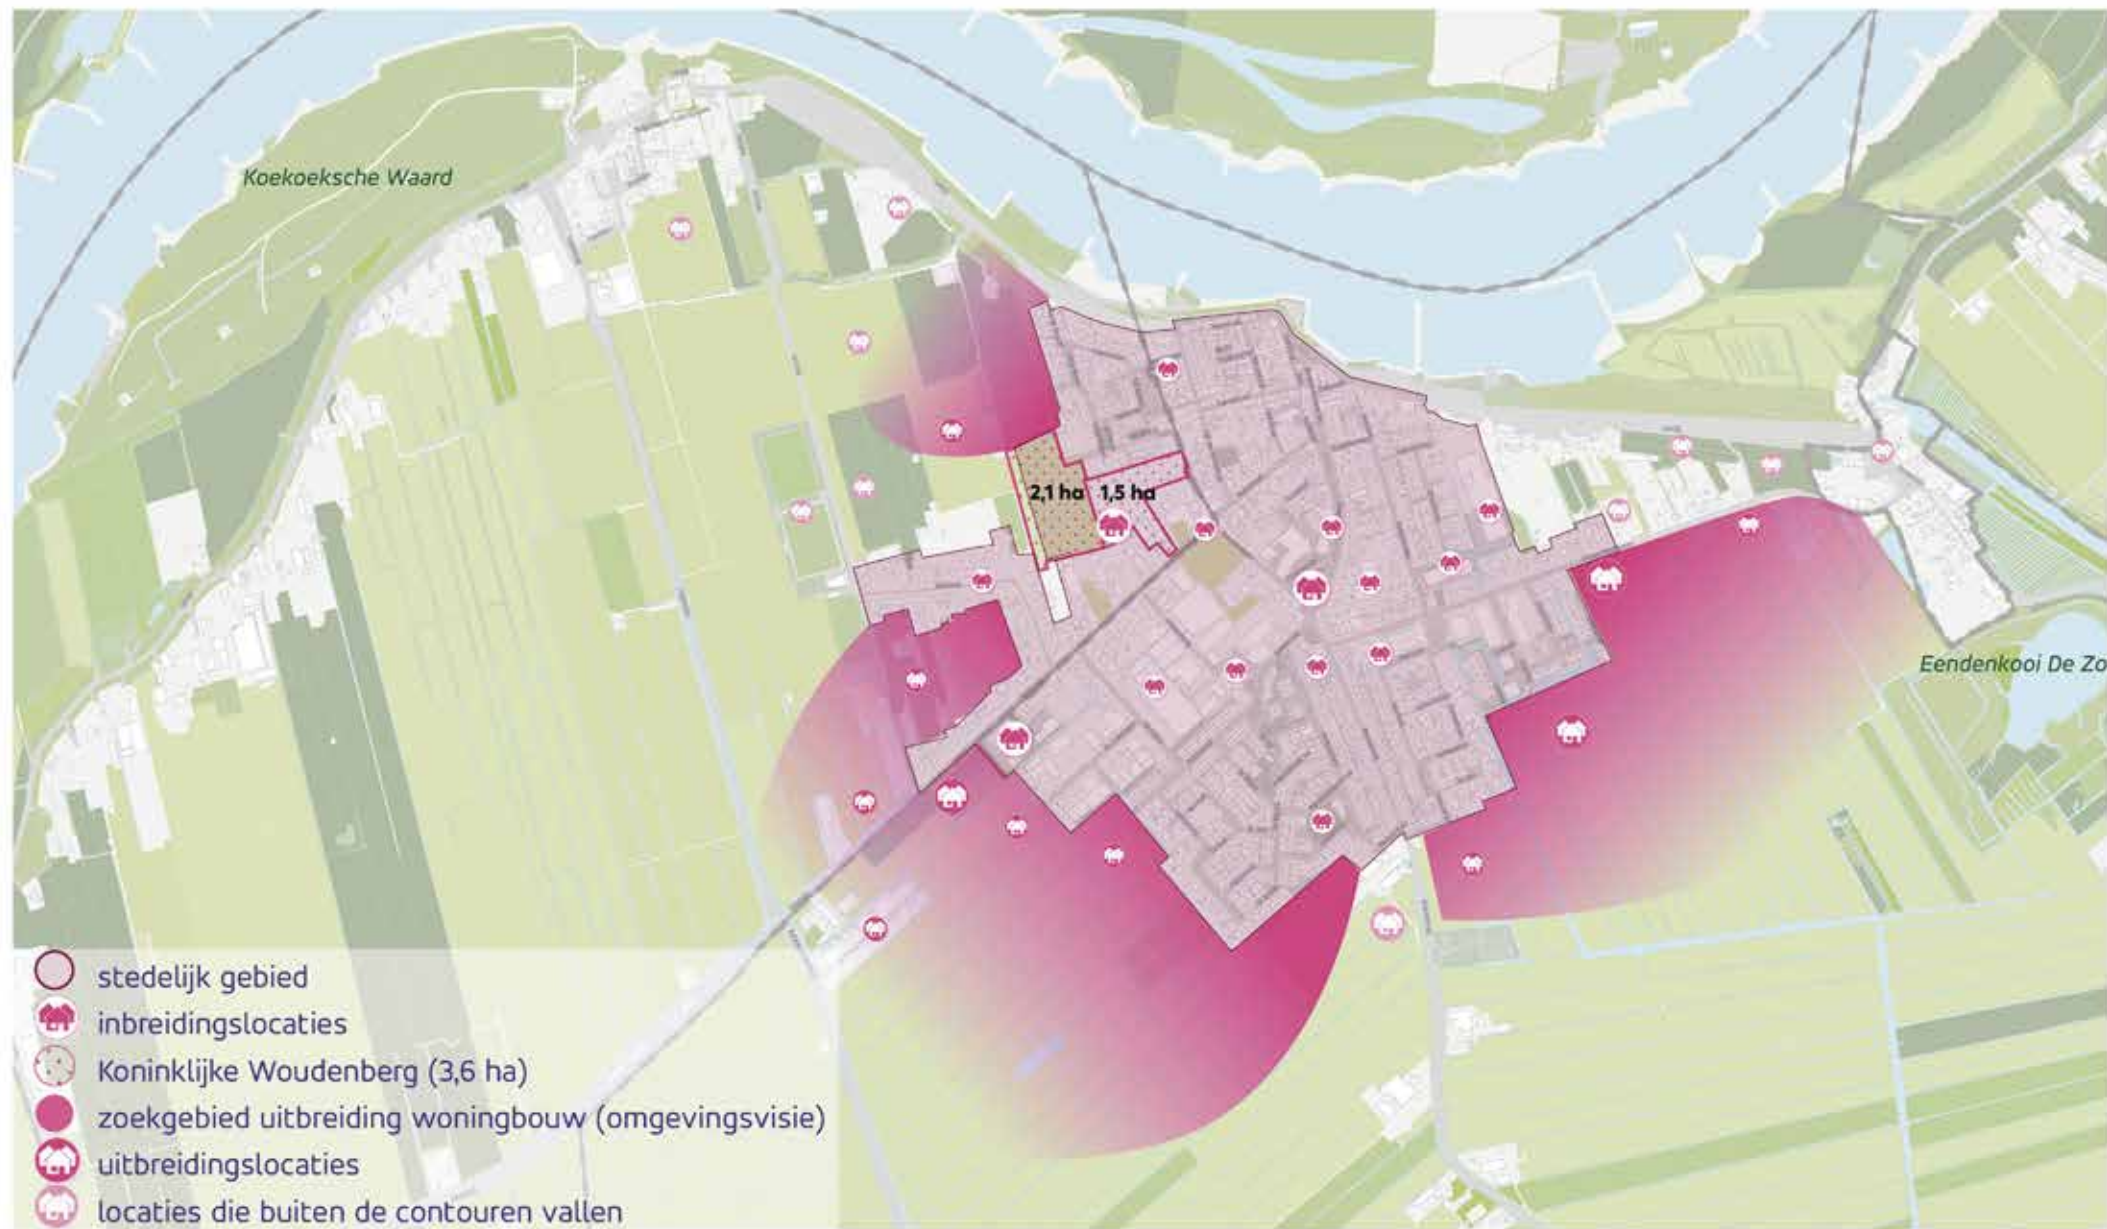 Koekoeksche Waard
2,1 ha
1,5 ha
Eendenkooi De Zo
stedelijk gebied
inbreidingslocaties
Koninklijke Woudenberg (3,6 ha)
zoekgebied uitbreiding woningbouw (omgevingsvisie)
uitbreidingslocaties
locaties die buiten de contouren vallen